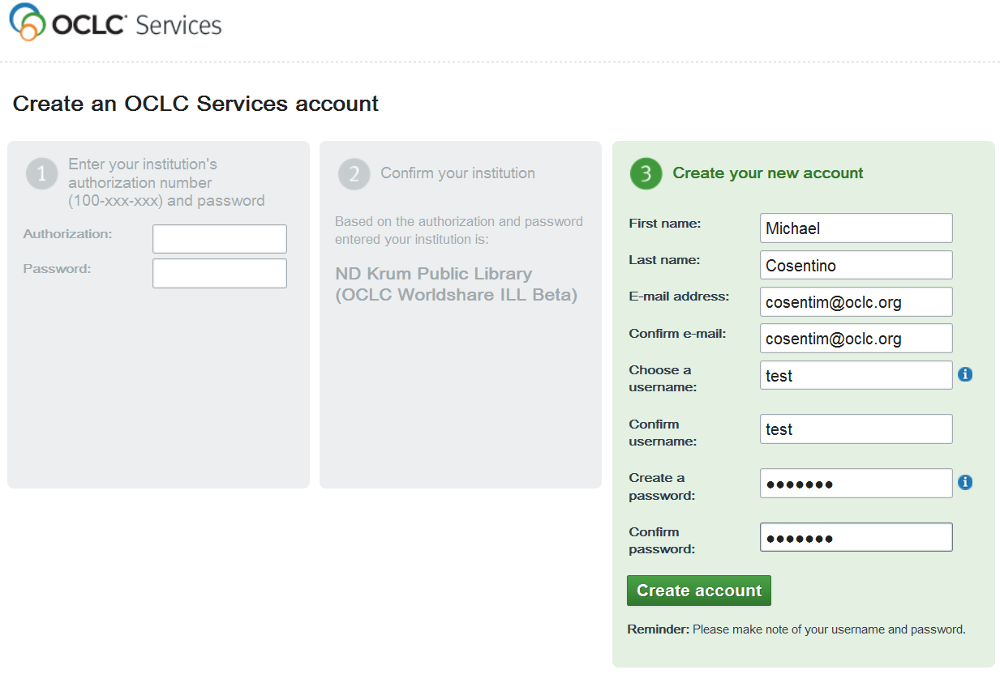 OCLC Services
Create an OCLC Services account
1
Enter your institution's
authorization number
(100-xxx-xxx) and password
Authorization:
Password:
2
Confirm your institution
Based on the authorization and password
entered your institution is:
ND Krum Public Library
(OCLC Worldshare ILL Beta)
3
Create your new account
First name: Michael
Last name: Cosentino
E-mail address: cosentim@oclc.org
Confirm e-mail: cosentim@oclc.org
Choose a
username: test
Confirm
username: test
Create a
password: •••••••
Confirm
password: •••••••
Create account
Reminder: Please make note of your username and password.